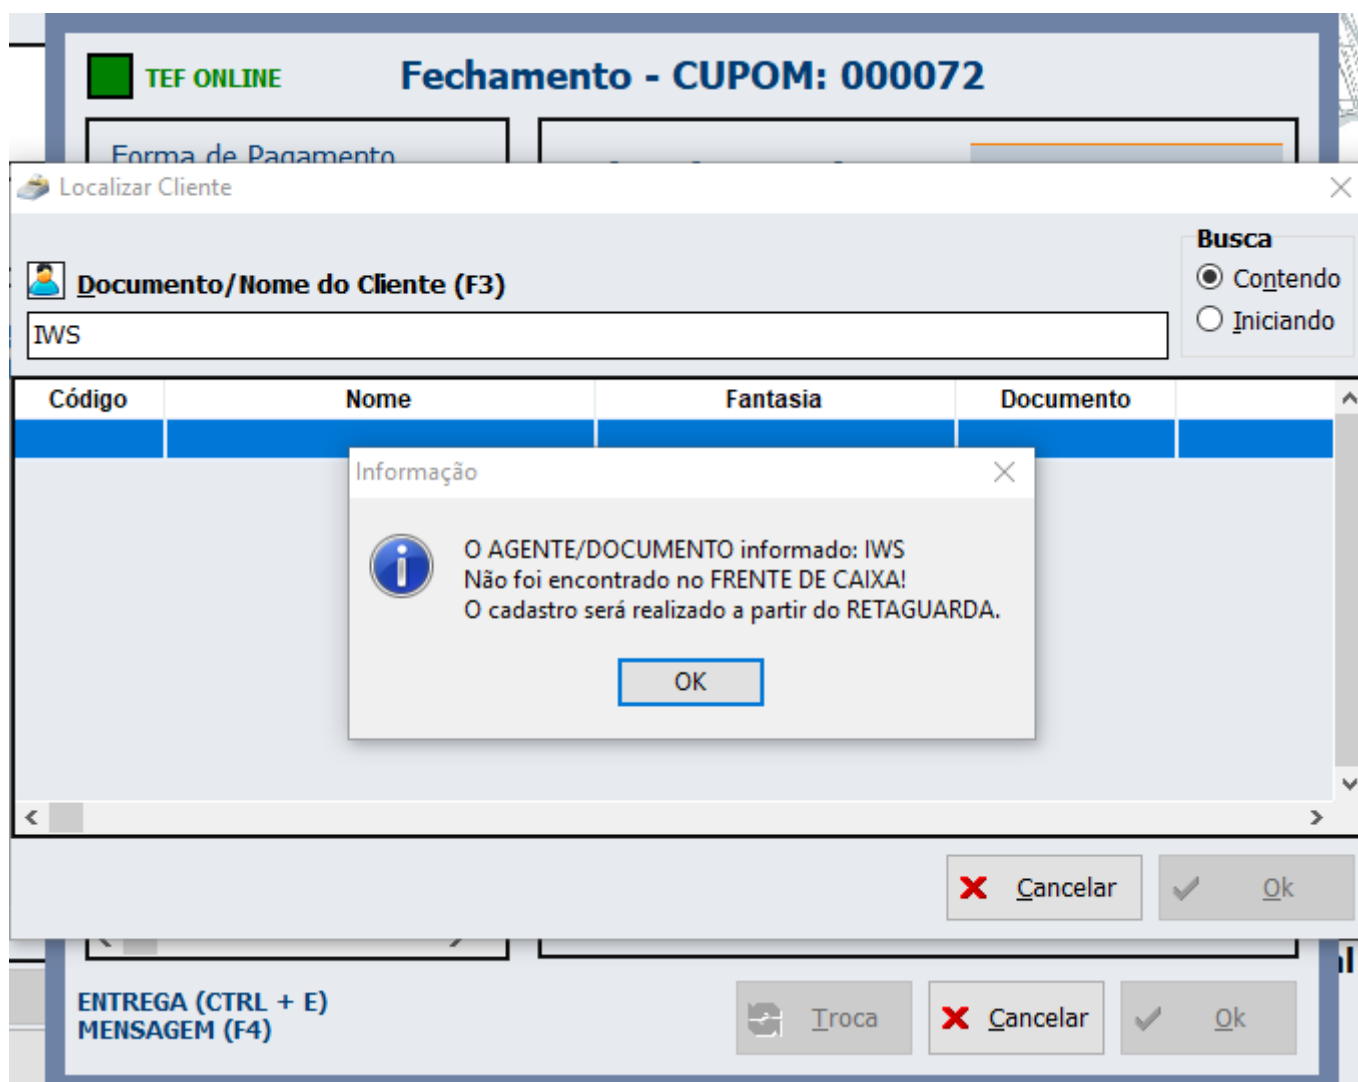 TEF ONLINE
Fechamento - CUPOM: 000072
Forma de Pagamento
Localizar Cliente
Busca
Contendo
Iniciando
Documento/Nome do Cliente (F3)
IWS
Código Nome Fantasia Documento
Informação
O AGENTE/DOCUMENTO informado: IWS
Não foi encontrado no FRENTE DE CAIXA!
O cadastro será realizado a partir do RETAGUARDA.
OK
Cancelar
Ok
ENTREGA (CTRL + E)
MENSAGEM (F4)
Troca
Cancelar
Ok